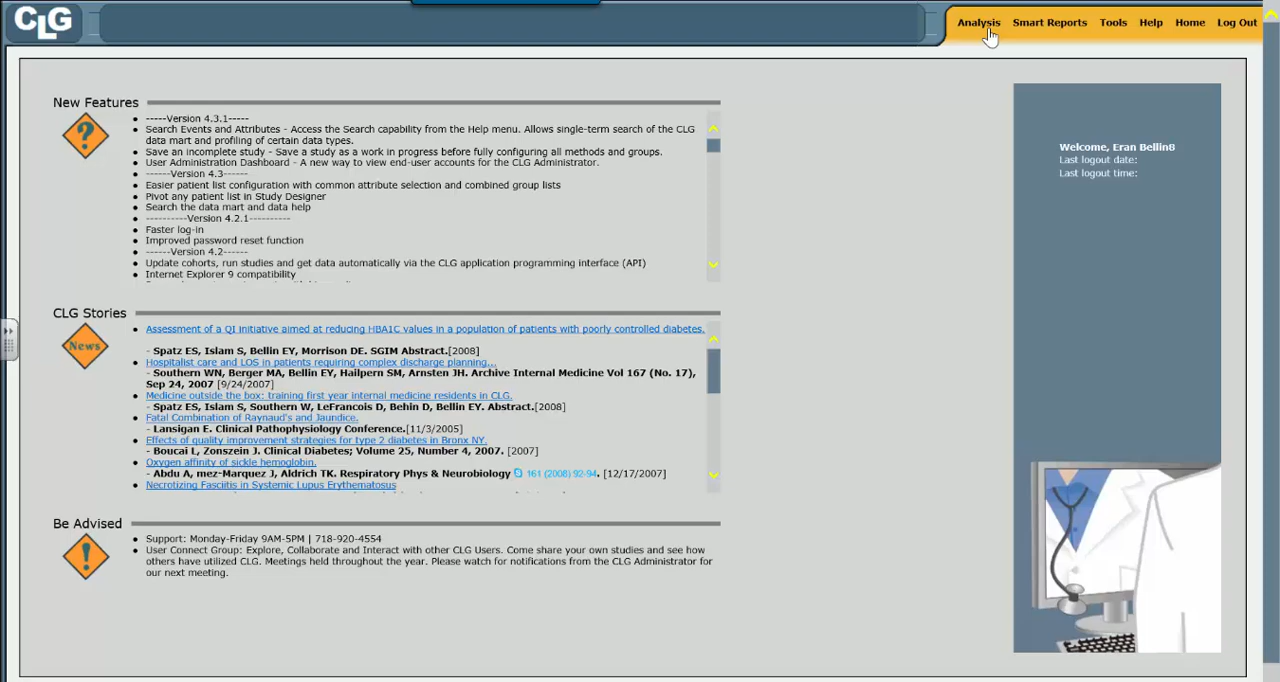 CLG
Analysis Smart Reports Tools Help Home Log Out
New Features
-----Version 4.3.1-----
Search Events and Attributes - Access the Search capability from the Help menu. Allows single-term search of the CLG
data mart and profiling of certain data types.
Save an incomplete study - Save a study as a work in progress before fully configuring all methods and groups.
User Administration Dashboard - A new way to view end-user accounts for the CLG Administrator.
------Version 4.3------
Easier patient list configuration with common attribute selection and combined group lists
Pivot any patient list in Study Designer
Search the data mart and data help
----------Version 4.2.1----------
Faster log-in
Improved password reset function
------Version 4.2------
Update cohorts, run studies and get data automatically via the CLG application programming interface (API)
Internet Explorer 9 compatibility
Welcome, Eran Bellin8
Last logout date:
Last logout time:
CLG Stories
News
Assessment of a QI Initiative aimed at reducing HBA1C values in a population of patients with poorly controlled diabetes.
- Spatz ES, Islam S, Bellin EY, Morrison DE. SGIM Abstract.[2008]
Hospitalist care and LOS in patients requiring complex discharge planning...
- Southern WN, Berger MA, Bellin EY, Hailpern SM, Arnsten JH. Archive Internal Medicine Vol 167 (No. 17),
Sep 24, 2007 [9/24/2007]
Medicine outside the box: training first year internal medicine residents in CLG.
- Spatz ES, Islam S, Southern W, LeFrancois D, Behin D, Bellin EY. Abstract.[2008]
Fatal Combination of Raynaud's and Jaundice.
- Lansigan E. Clinical Pathophysiology Conference.[11/3/2005]
Effects of quality improvement strategies for type 2 diabetes in Bronx NY.
- Boucai L, Zonszein J. Clinical Diabetes; Volume 25, Number 4, 2007. [2007]
Oxygen affinity of sickle hemoglobin.
- Abdu A, mez-Marquez J, Aldrich TK. Respiratory Phys & Neurobiology 161 (2008) 92-94. [12/17/2007]
Necrotizing Fasciitis in Systemic Lupus Erythematosus
Be Advised
Support: Monday-Friday 9AM-5PM | 718-920-4554
User Connect Group: Explore, Collaborate and Interact with other CLG Users. Come share your own studies and see how
others have utilized CLG. Meetings held throughout the year. Please watch for notifications from the CLG Administrator for
our next meeting.